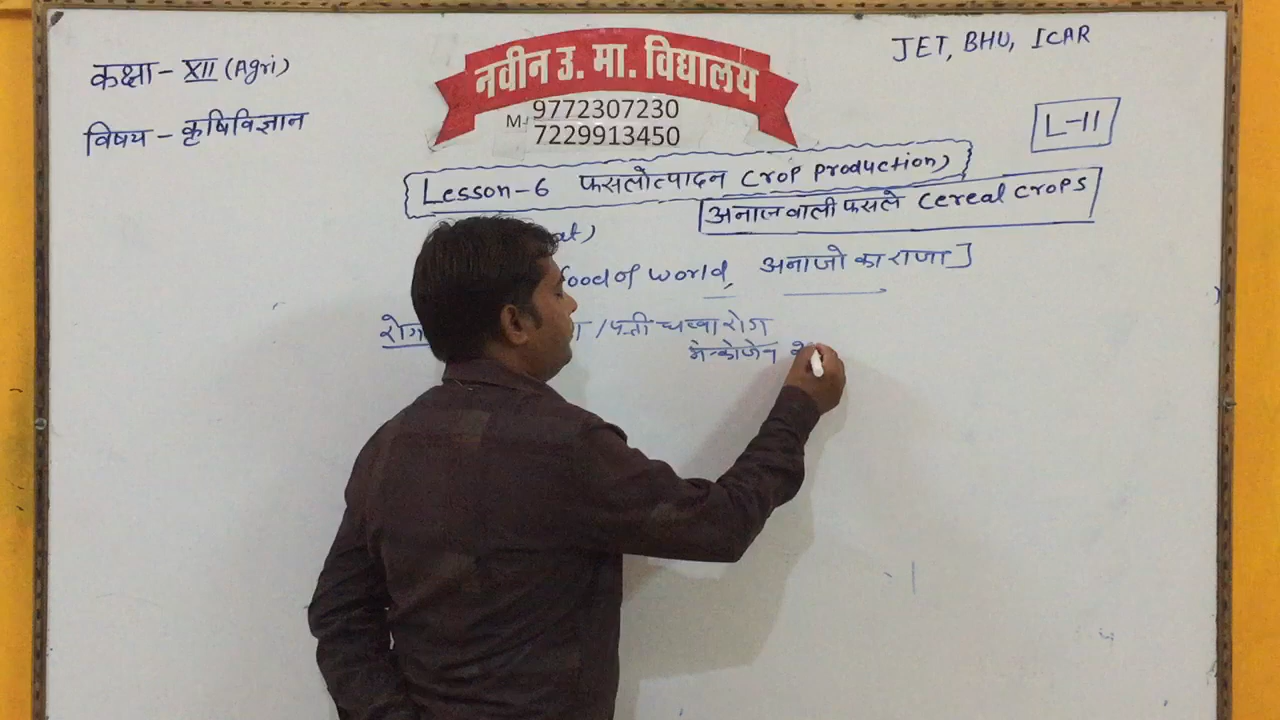 कक्षा - XII (Agri)
विषय - कृषि विज्ञान
नवीन उ. मा. विद्यालय
M.- 9772307230
7229913450
JET, BHU, ICAR
L-11
Lesson-6 फसलोत्पादन Crop production)
अनाज वाली फसले Cereal crops
at)
food of world, अनाजो का राजा ]
रोग / पत्ती धब्बा रोग
मेन्कोजेब